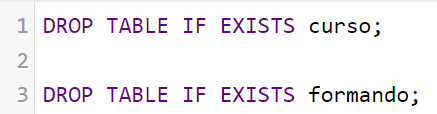 1 DROP TABLE IF EXISTS curso;
2
3 DROP TABLE IF EXISTS formando;